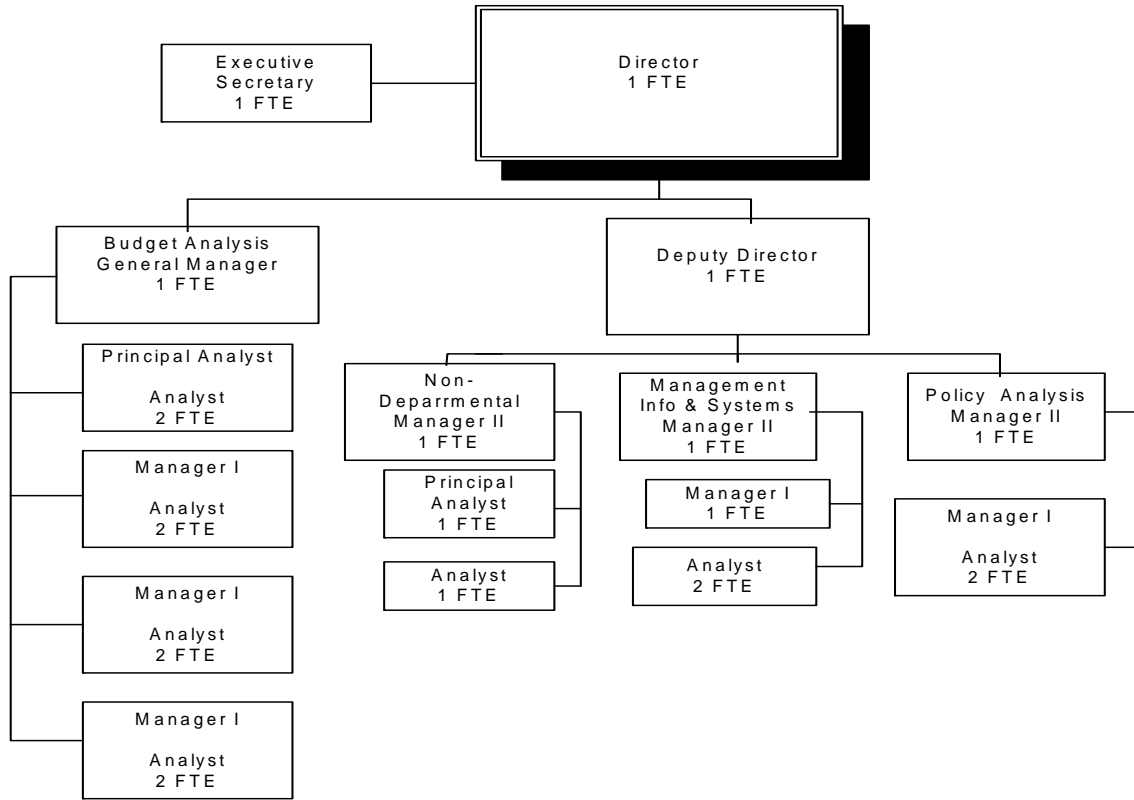 Executive
Secretary
1 FTE
Director
1 FTE
Budget Analysis
General Manager
1 FTE
Deputy Director
1 FTE
Principal Analyst
Analyst
2 FTE
Manager I
Analyst
2 FTE
Manager I
Analyst
2 FTE
Manager I
Analyst
2 FTE
Non-
Deparrmental
Manager II
1 FTE
Principal
Analyst
1 FTE
Analyst
1 FTE
Management
Info & Systems
Manager II
1 FTE
Manager I
1 FTE
Analyst
2 FTE
Policy Analysis
Manager II
1 FTE
Manager I
Analyst
2 FTE